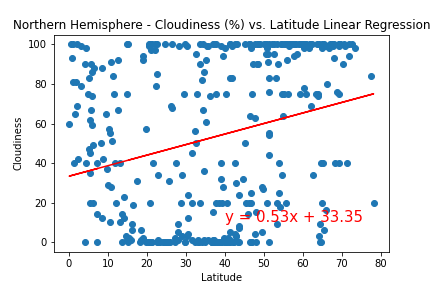 Northern Hemisphere - Cloudiness (%) vs. Latitude Linear Regression
100
80
60
40
20
0
Cloudiness
y = 0.53x + 33.35
0 10 20 30 40 50 60 70 80
Latitude